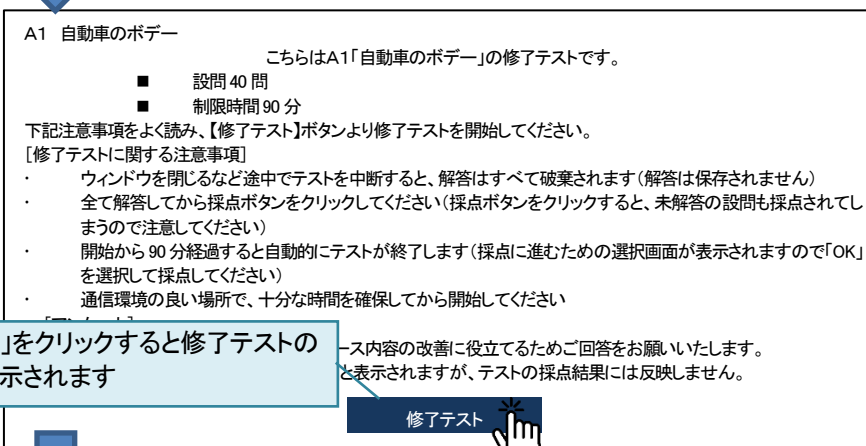 A1 自動車のボデー
こちらはA1「自動車のボデー」の修了テストです。
■ 設問 40 問
■ 制限時間 90 分
下記注意事項をよく読み、【修了テスト】ボタンより修了テストを開始してください。
[修了テストに関する注意事項]
・ ウィンドウを閉じるなど途中でテストを中断すると、解答はすべて破棄されます(解答は保存されません)
・ 全て解答してから採点ボタンをクリックしてください(採点ボタンをクリックすると、未解答の設問も採点されてし
まうので注意してください)
・ 開始から 90 分経過すると自動的にテストが終了します(採点に進むための選択画面が表示されますので「OK」
を選択して採点してください)
・ 通信環境の良い場所で、十分な時間を確保してから開始してください
」をクリックすると修了テストの
示されます
ース内容の改善に役立てるためご回答をお願いいたします。
と表示されますが、テストの採点結果には反映しません。
修了テスト